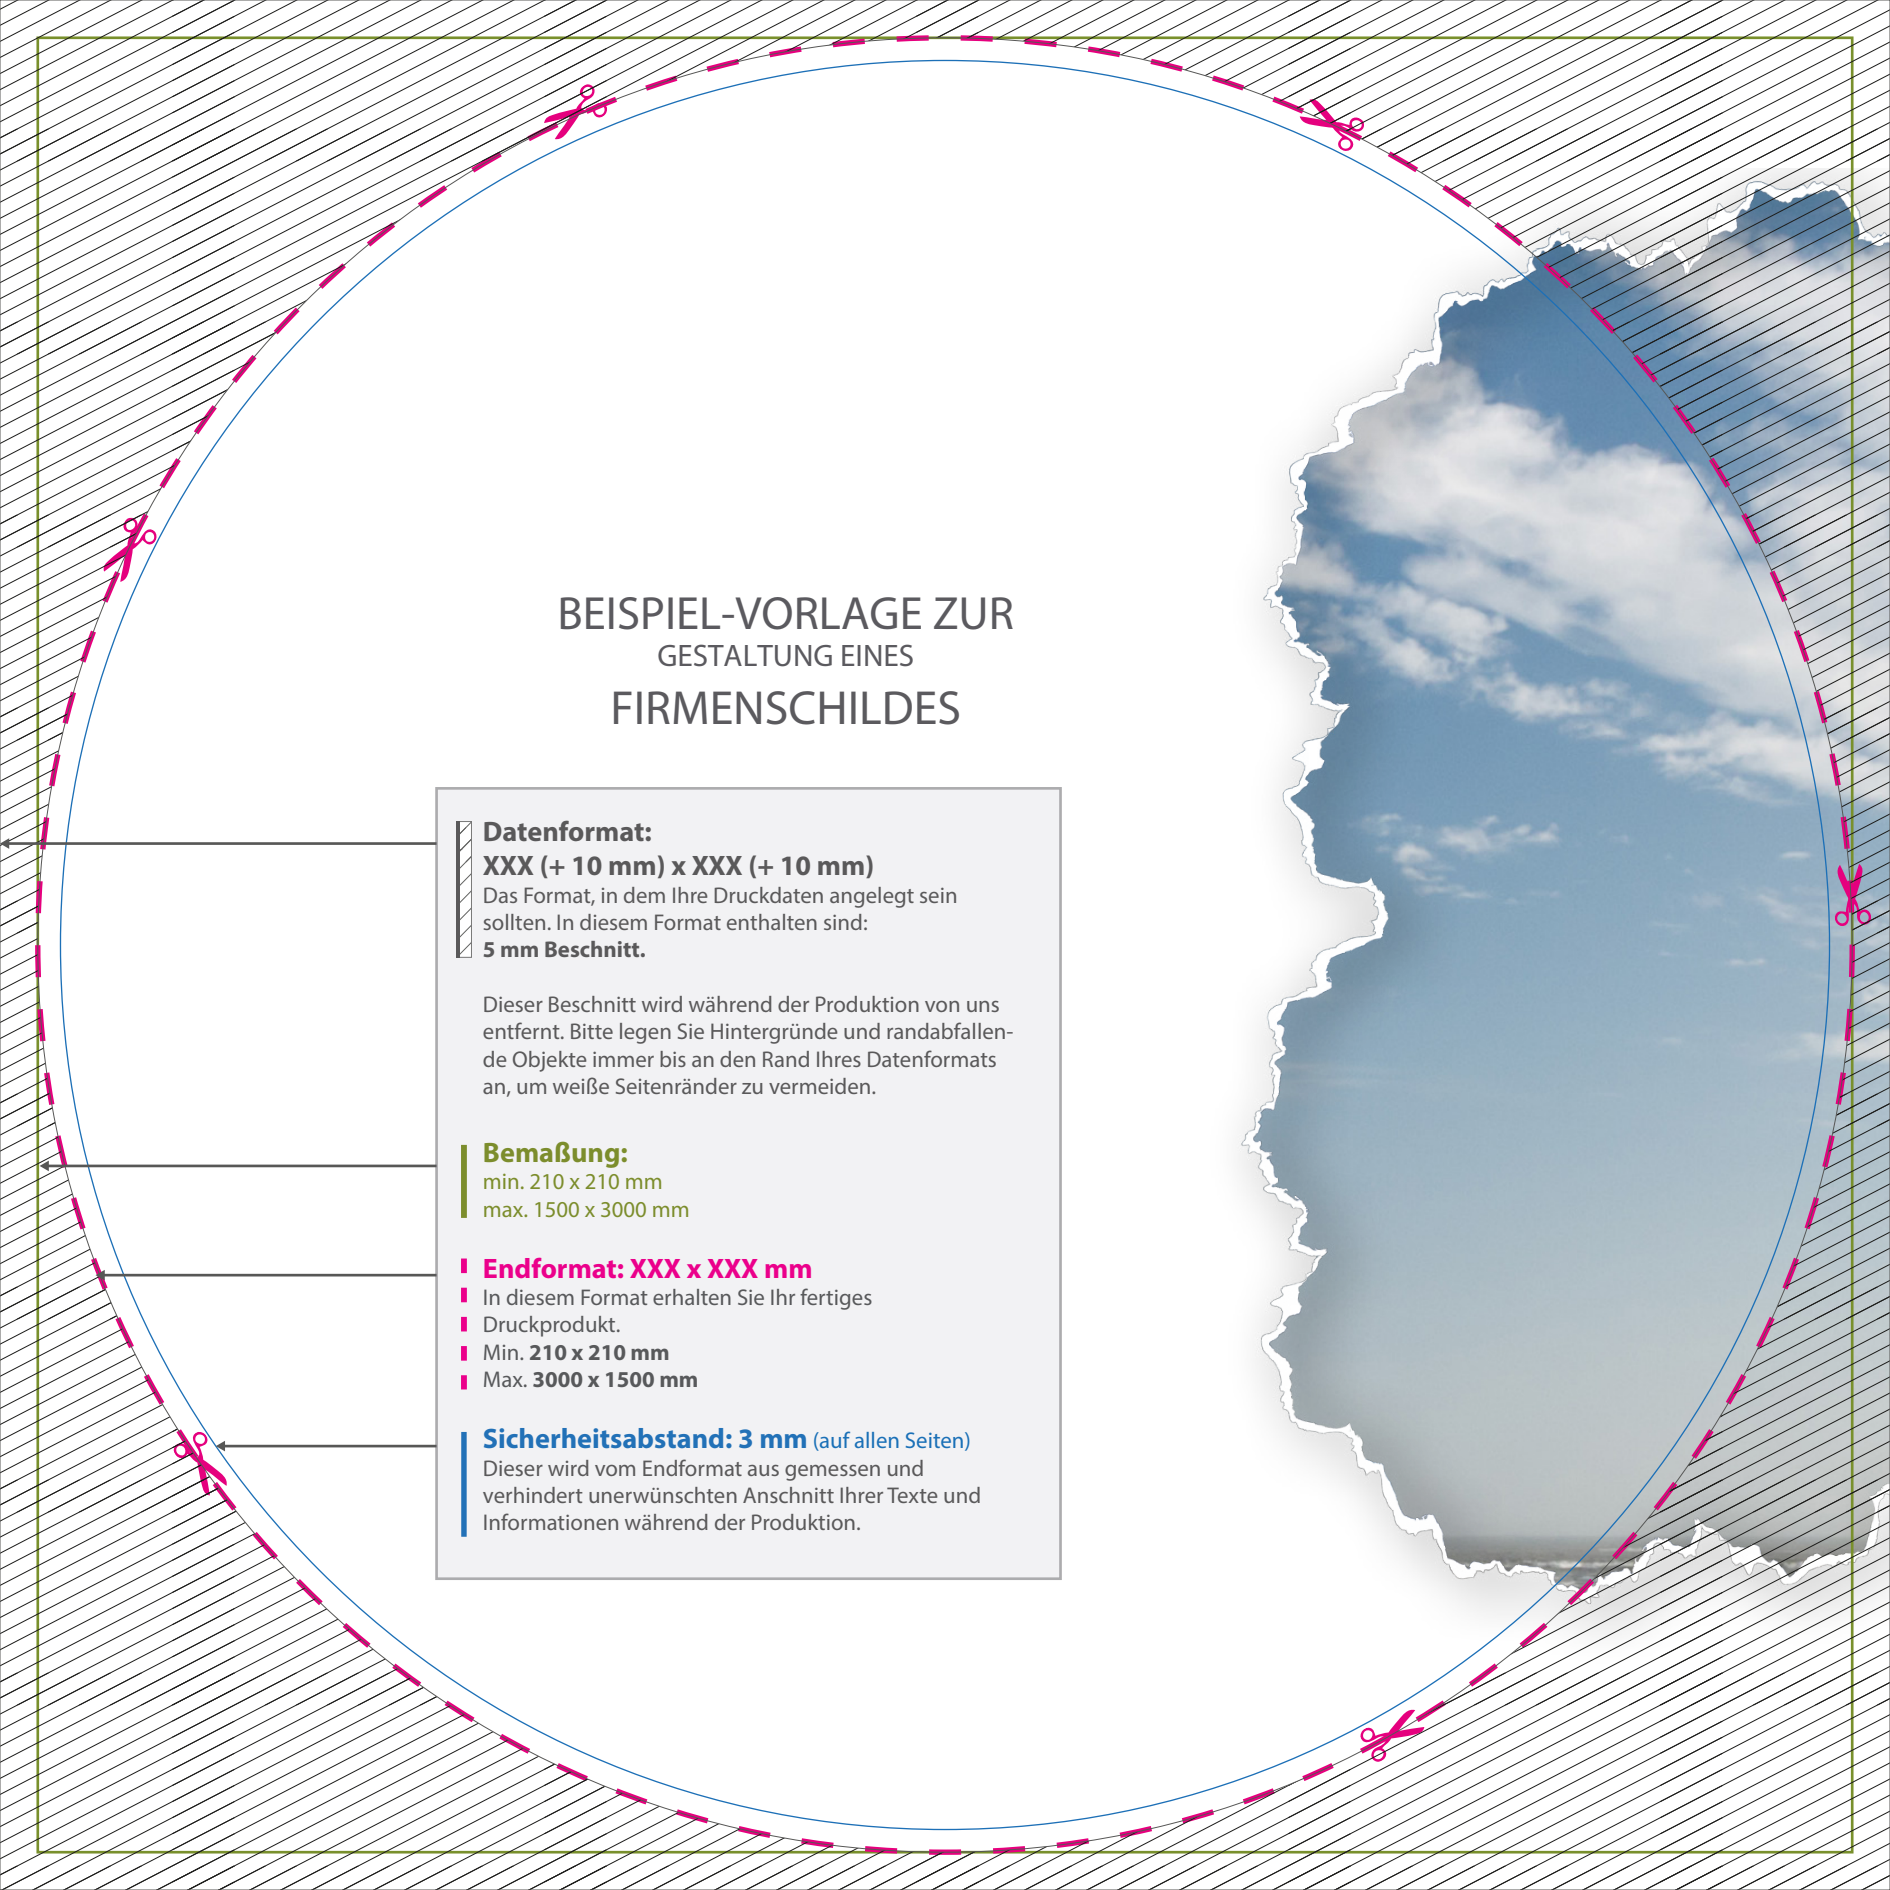 BEISPIEL-VORLAGE ZUR
GESTALTUNG EINES
FIRMENSCHILDES
Datenformat:
XXX (+ 10 mm) x XXX (+ 10 mm)
Das Format, in dem Ihre Druckdaten angelegt sein
sollten. In diesem Format enthalten sind:
5 mm Beschnitt.
Dieser Beschnitt wird während der Produktion von uns
entfernt. Bitte legen Sie Hintergründe und randabfallen-
de Objekte immer bis an den Rand Ihres Datenformats
an, um weiße Seitenränder zu vermeiden.
Bemaßung:
min. 210 x 210 mm
max. 1500 x 3000 mm
Endformat: XXX x XXX mm
In diesem Format erhalten Sie Ihr fertiges
Druckprodukt.
Min. 210 x 210 mm
Max. 3000 x 1500 mm
Sicherheitsabstand: 3 mm (auf allen Seiten)
Dieser wird vom Endformat aus gemessen und
verhindert unerwünschten Anschnitt Ihrer Texte und
Informationen während der Produktion.